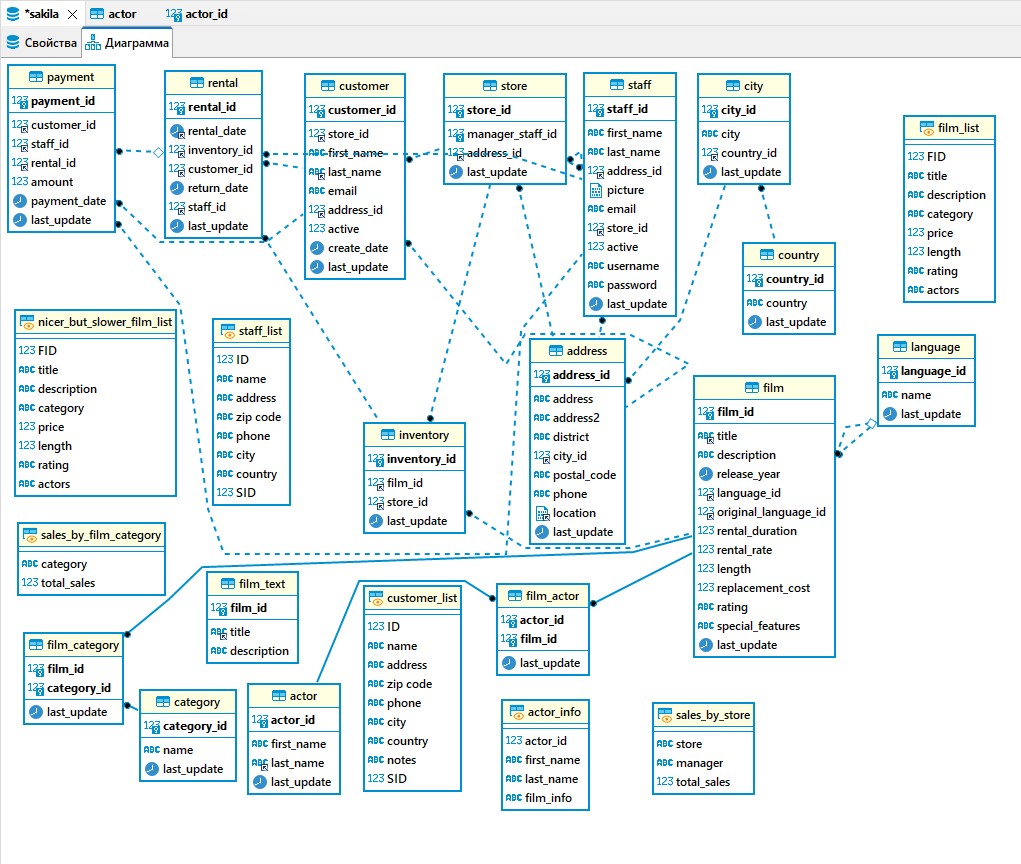 *sakila
actor
actor_id
Свойства
Диаграмма
payment
123 payment_id
123 customer_id
123 staff_id
123 rental_id
123 amount
payment_date
last_update
rental
123 rental_id
rental_date
123 inventory_id
123 customer_id
return_date
123 staff_id
last_update
customer
123 customer_id
123 store_id
ABC first_name
ABC last_name
ABC email
123 address_id
123 active
create_date
last_update
store
123 store_id
123 manager_staff_id
123 address_id
last_update
staff
123 staff_id
ABC first_name
ABC last_name
123 address_id
picture
ABC email
123 store_id
123 active
ABC username
ABC password
last_update
city
123 city_id
ABC city
123 country_id
last_update
film_list
123 FID
ABC title
ABC description
ABC category
123 price
123 length
ABC rating
ABC actors
country
123 country_id
ABC country
last_update
nicer_but_slower_film_list
123 FID
ABC title
ABC description
ABC category
123 price
123 length
ABC rating
ABC actors
staff_list
123 ID
ABC name
ABC address
ABC zip code
ABC phone
ABC city
ABC country
123 SID
address
123 address_id
ABC address
ABC address2
ABC district
123 city_id
ABC postal_code
ABC phone
location
last_update
language
123 language_id
ABC name
last_update
film
123 film_id
ABC title
ABC description
release_year
123 language_id
123 original_language_id
123 rental_duration
123 rental_rate
123 length
123 replacement_cost
ABC rating
ABC special_features
last_update
inventory
123 inventory_id
123 film_id
123 store_id
last_update
sales_by_film_category
ABC category
123 total_sales
film_text
123 film_id
ABC title
ABC description
customer_list
123 ID
ABC name
ABC address
ABC zip code
ABC phone
ABC city
ABC country
ABC notes
123 SID
film_actor
123 actor_id
123 film_id
last_update
film_category
123 film_id
123 category_id
last_update
category
123 category_id
ABC name
last_update
actor
123 actor_id
ABC first_name
ABC last_name
last_update
actor_info
123 actor_id
ABC first_name
ABC last_name
ABC film_info
sales_by_store
ABC store
ABC manager
123 total_sales